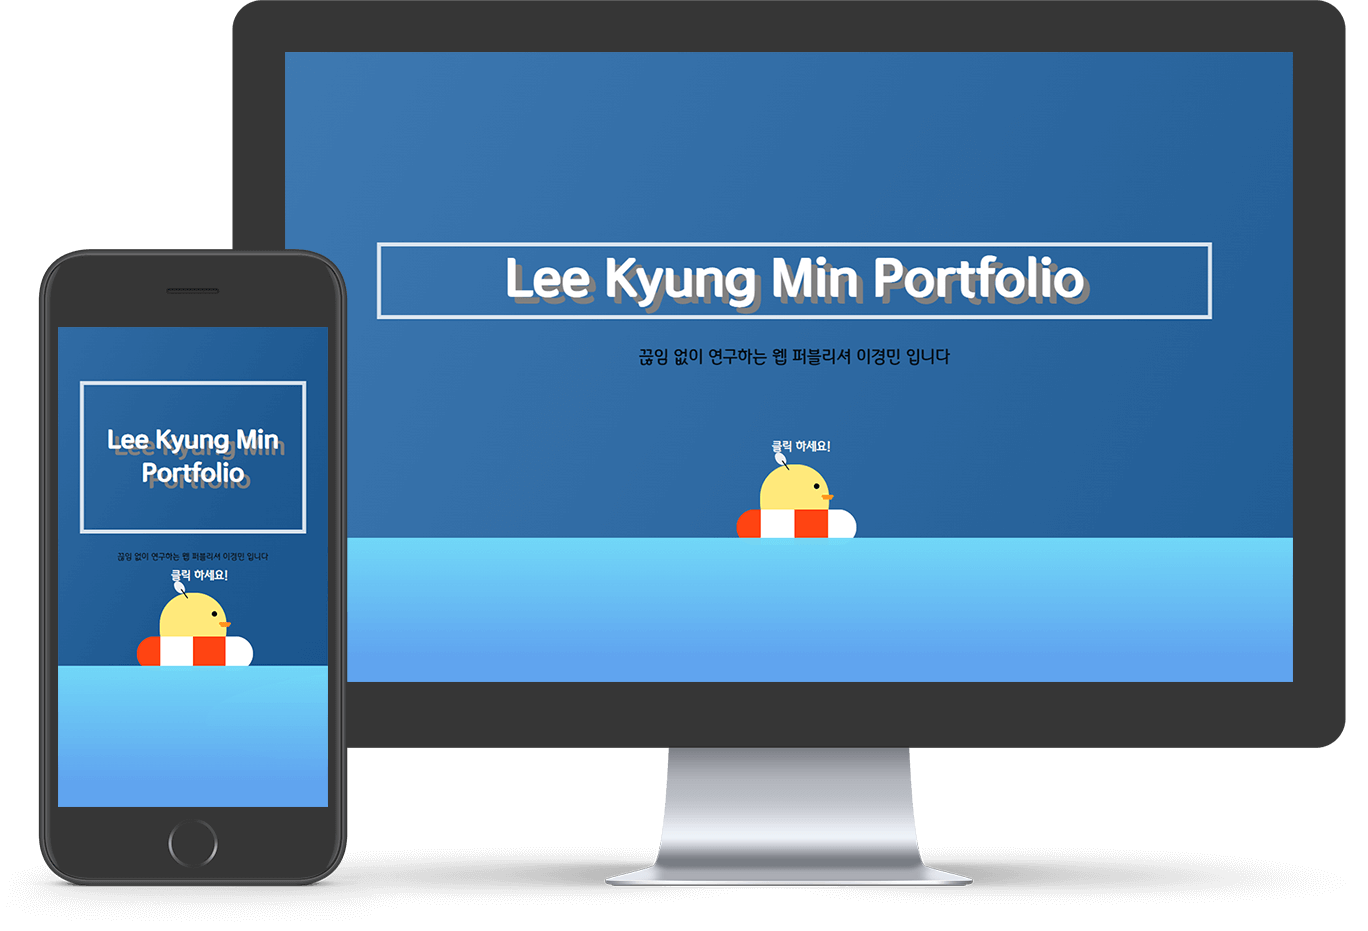 Lee Kyung Min Portfolio
끊임 없이 연구하는 웹 퍼블리셔 이경민 입니다
클릭 하세요!
Lee Kyung Min
Portfolio
끊임 없이 연구하는 웹 퍼블리셔 이경민 입니다
클릭 하세요!